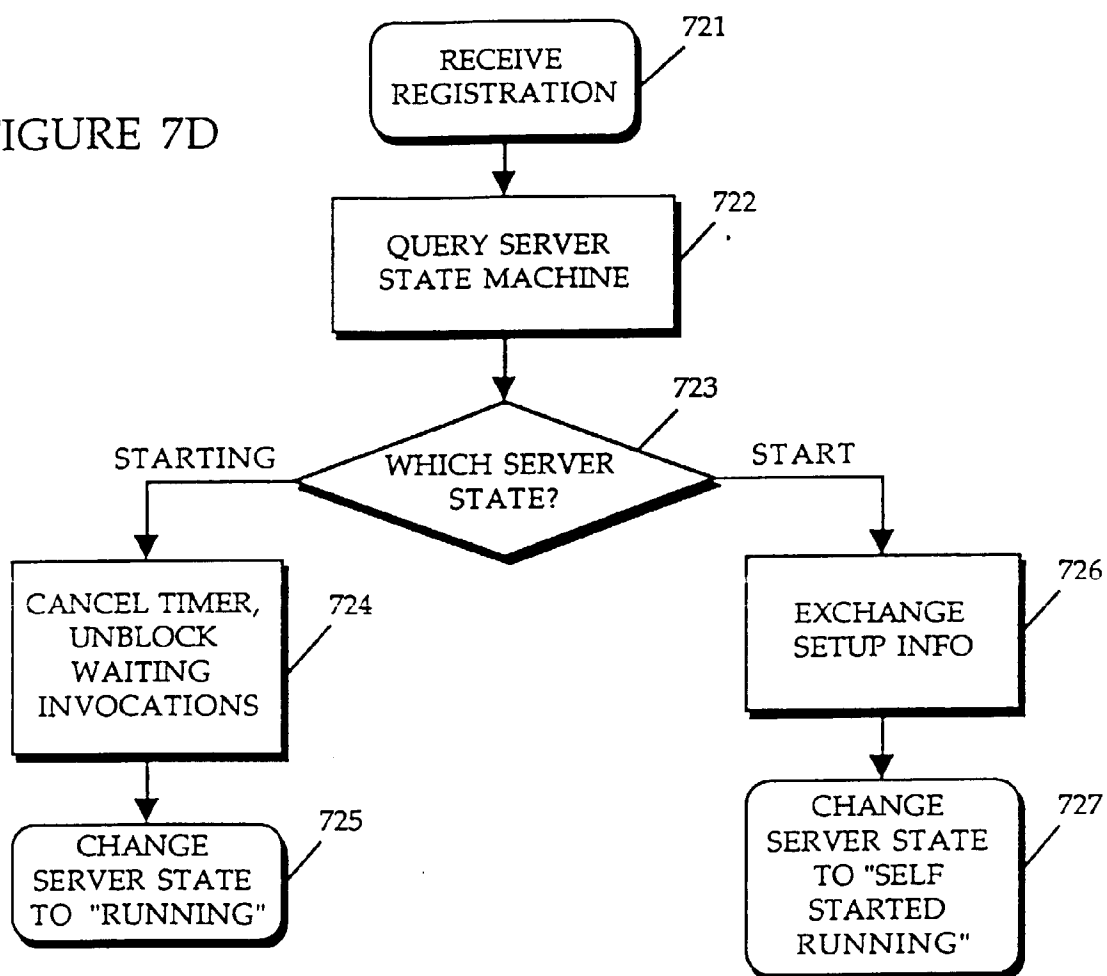 721
RECEIVE
REGISTRATION
IGURE 7D
722
QUERY SERVER
STATE MACHINE
723
STARTING
WHICH SERVER
STATE?
START
CANCEL TIMER,
UNBLOCK
WAITING
INVOCATIONS
724
726
EXCHANGE
SETUP INFO
CHANGE
SERVER STATE
TO "RUNNING"
725
CHANGE
SERVER STATE
TO "SELF
STARTED
RUNNING"
727